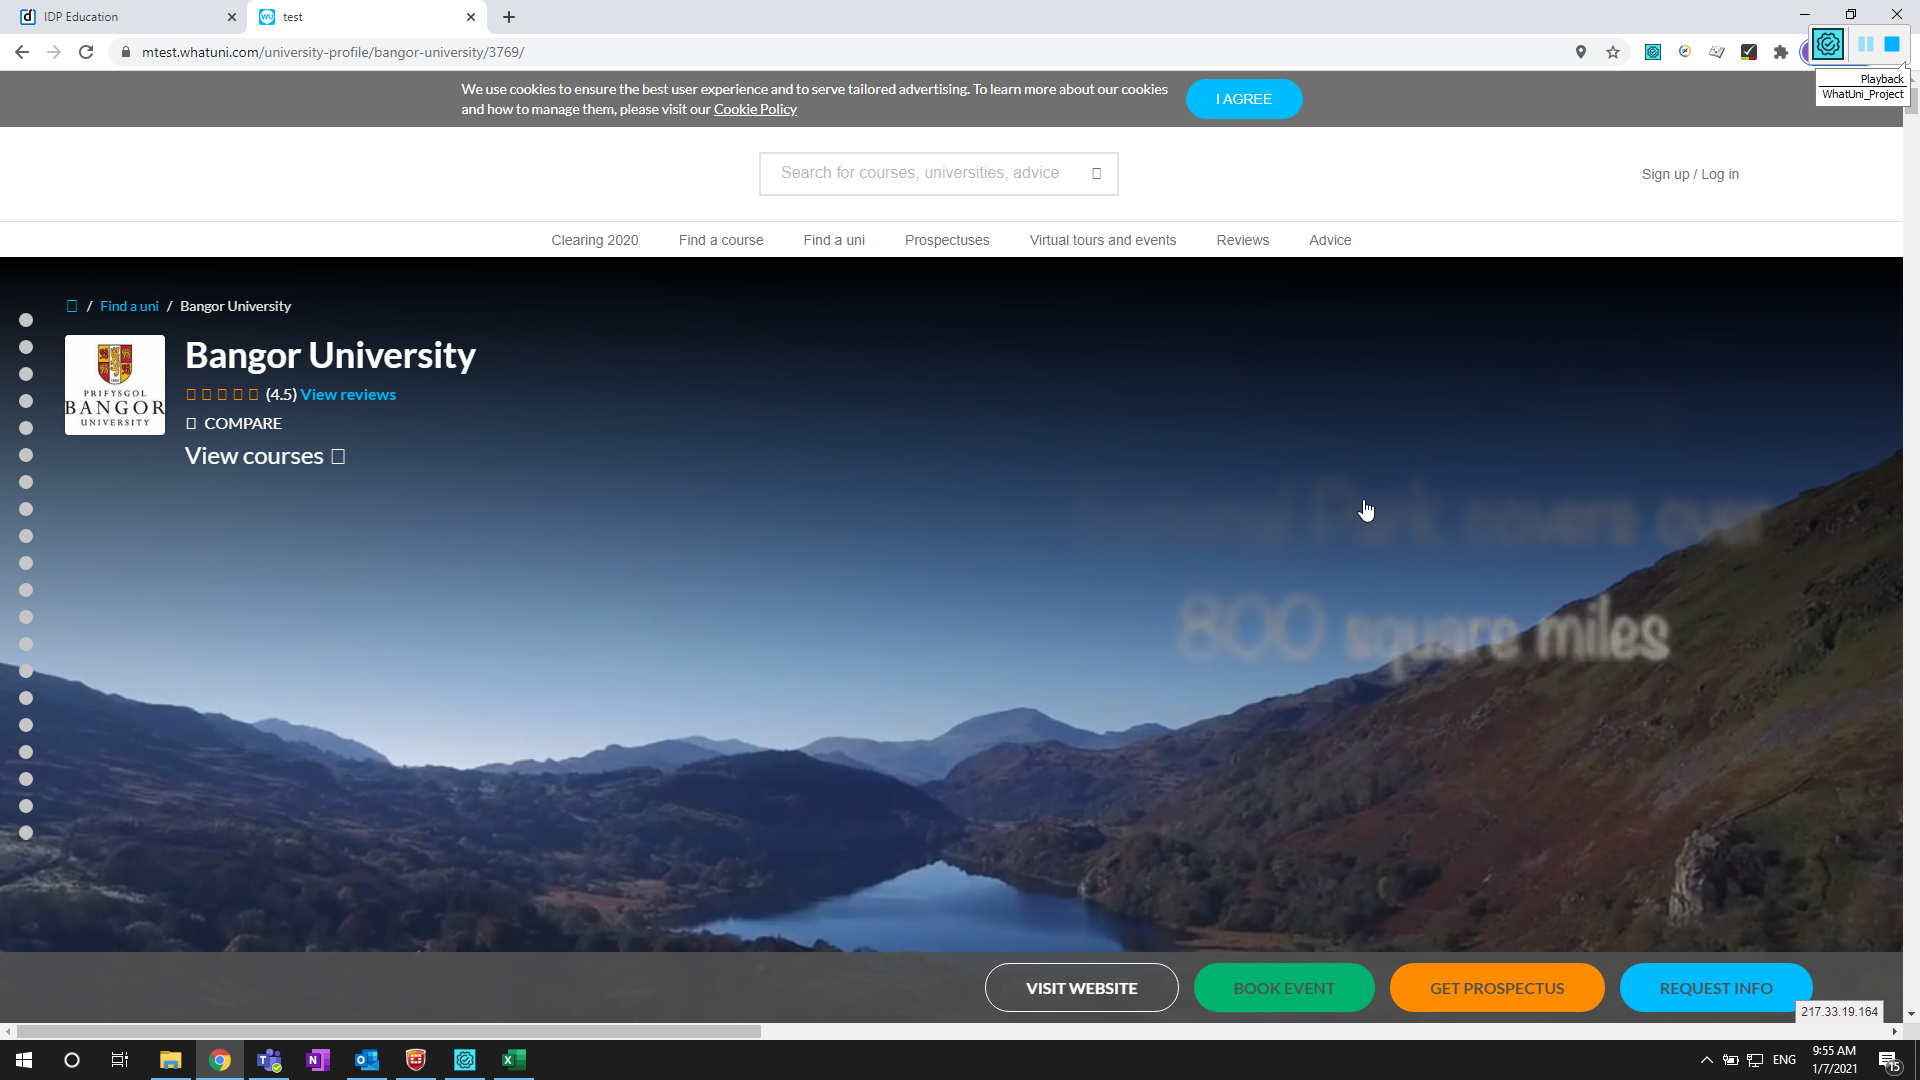 IDP Education
test
mtest.whatuni.com/university-profile/bangor-university/3769/
Playback
WhatUni_Project
We use cookies to ensure the best user experience and to serve tailored advertising. To learn more about our cookies
and how to manage them, please visit our Cookie Policy
I AGREE
Search for courses, universities, advice
Sign up / Log in
Clearing 2020
Find a course
Find a uni
Prospectuses
Virtual tours and events
Reviews
Advice
/ Find a uni / Bangor University
PRIFYSGOL
BANGOR
UNIVERSITY
Bangor University
(4.5) View reviews
COMPARE
View courses
National Park covers over
800 square miles
VISIT WEBSITE
BOOK EVENT
GET PROSPECTUS
REQUEST INFO
217.33.19.164
ENG
9:55 AM
1/7/2021
15